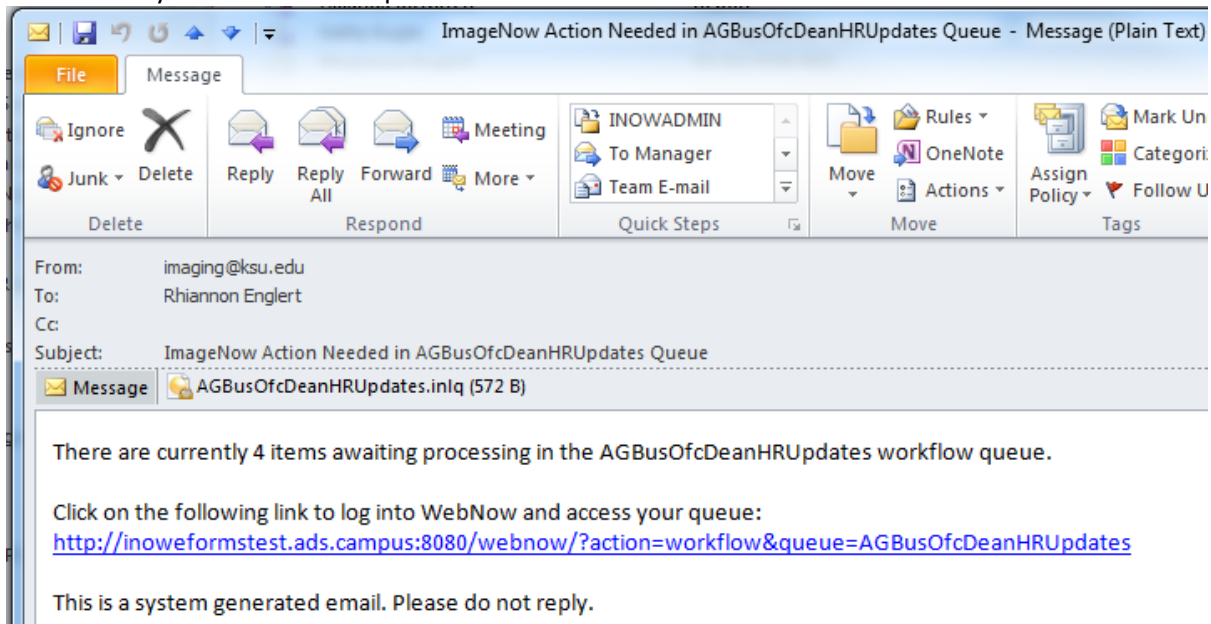 ImageNow Action Needed in AGBusOfcDeanHRUpdates Queue - Message (Plain Text)
File Message
Ignore Delete Reply Reply All Forward Meeting INOWADMIN Move Rules Assign Policy Mark Un
To Manager OneNote Categoriz
Junk More Team E-mail Actions Follow U
Delete Respond Quick Steps Move Tags
From: imaging@ksu.edu
To: Rhiannon Englert
Cc:
Subject: ImageNow Action Needed in AGBusOfcDeanHRUpdates Queue
Message AGBusOfcDeanHRUpdates.inlq (572 B)
There are currently 4 items awaiting processing in the AGBusOfcDeanHRUpdates workflow queue.
Click on the following link to log into WebNow and access your queue:
http://inoweformstest.ads.campus:8080/webnow/?action=workflow&queue=AGBusOfcDeanHRUpdates
This is a system generated email. Please do not reply.